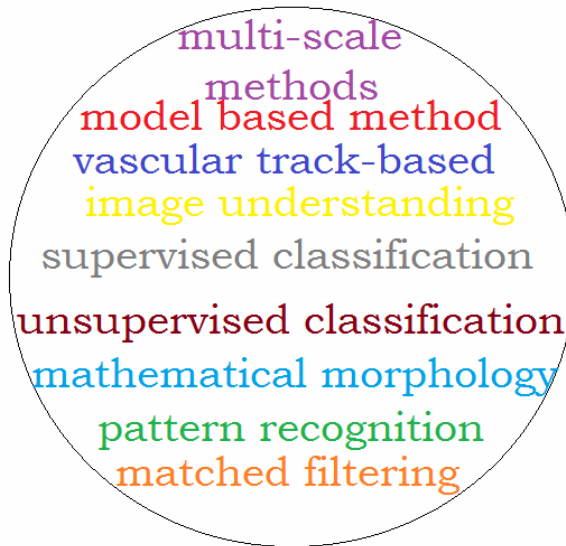 multi-scale
methods
model based method
vascular track-based
image understanding
supervised classification
unsupervised classification
mathematical morphology
pattern recognition
matched filtering